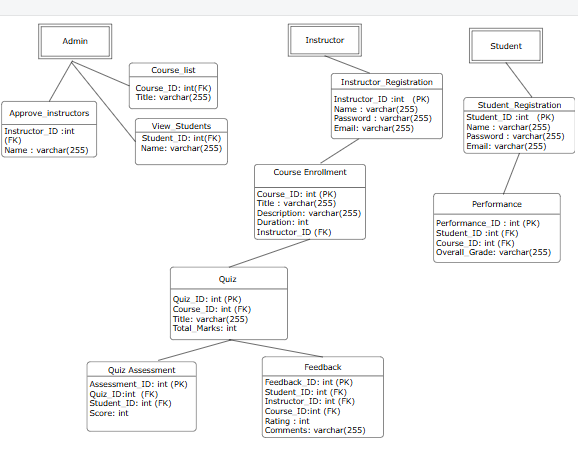 Admin
Instructor
Student
Course_list
Course_ID: int(FK)
Title: varchar(255)
Approve_instructors
Instructor_ID :int
(FK)
Name : varchar(255)
View_Students
Student_ID: int(FK)
Name: varchar(255)
Instructor_Registration
Instructor_ID :int (PK)
Name : varchar(255)
Password : varchar(255)
Email: varchar(255)
Student_Registration
Student_ID :int (PK)
Name : varchar(255)
Password : varchar(255)
Email: varchar(255)
Course Enrollment
Course_ID: int (PK)
Title : varchar(255)
Description: varchar(255)
Duration: int
Instructor_ID (FK)
Performance
Performance_ID : int (PK)
Student_ID :int (FK)
Course_ID: int (FK)
Overall_Grade: varchar(255)
Quiz
Quiz_ID: int (PK)
Course_ID: int (FK)
Title: varchar(255)
Total_Marks: int
Quiz Assessment
Assessment_ID: int (PK)
Quiz_ID:int (FK)
Student_ID: int (FK)
Score: int
Feedback
Feedback_ID: int (PK)
Student_ID: int (FK)
Instructor_ID: int (FK)
Course_ID:int (FK)
Rating : int
Comments: varchar(255)